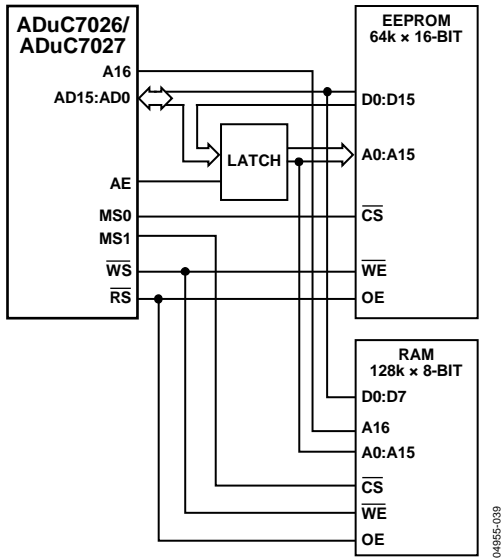 ADuC7026/
ADuC7027
A16
AD15:AD0
AE
MS0
MS1
WS
RS
LATCH
EEPROM
64k × 16-BIT
D0:D15
A0:A15
CS
WE
OE
RAM
128k × 8-BIT
D0:D7
A16
A0:A15
CS
WE
OE
04955-039